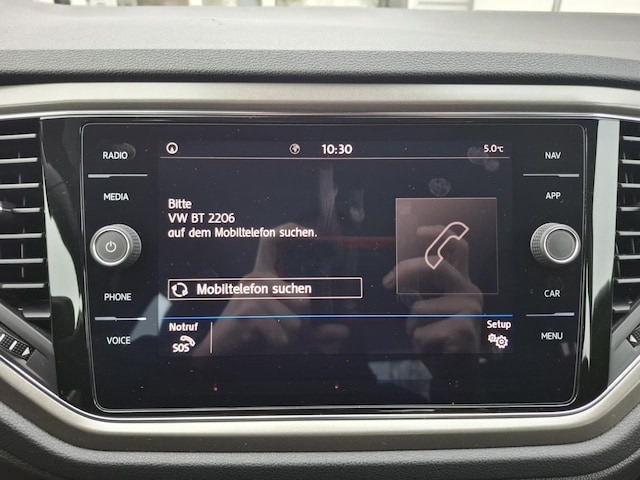 RADIO
MEDIA
PHONE
VOICE
10:30
5.0°C
Bitte
VW BT 2206
auf dem Mobiltelefon suchen.
Mobiltelefon suchen
Notruf
SOS
Setup
NAV
APP
CAR
MENU